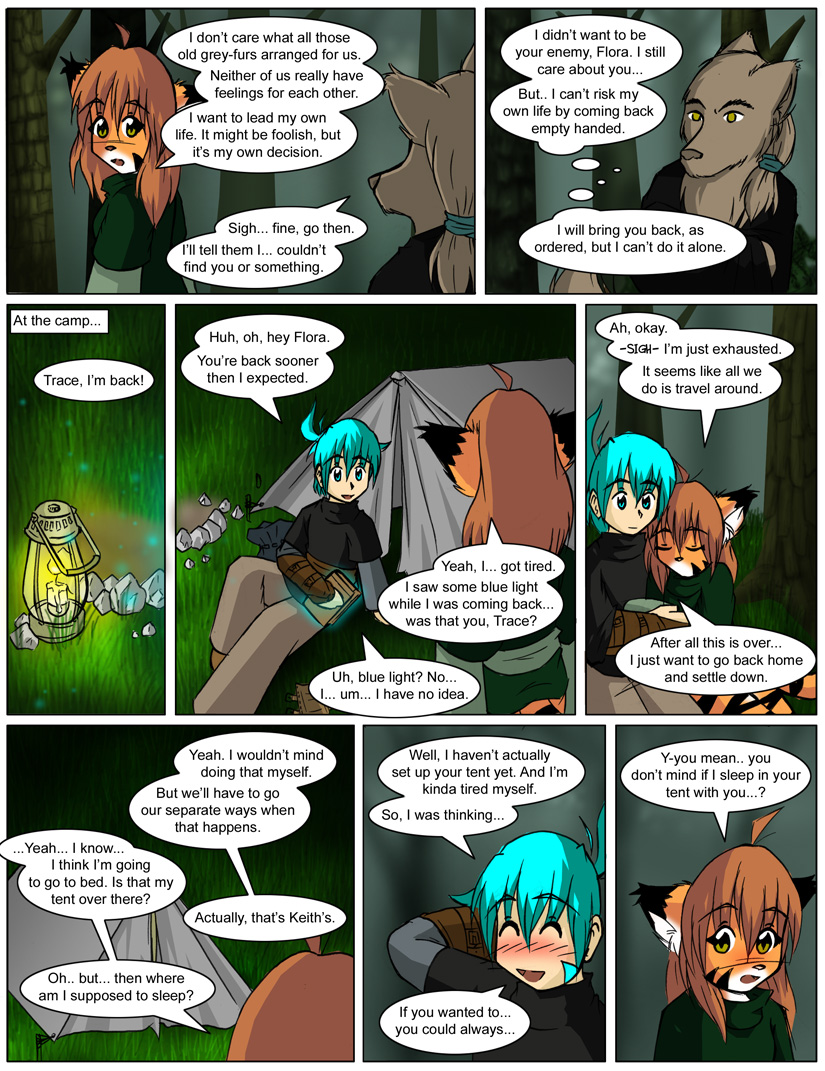 I don't care what all those
old grey-furs arranged for us.
Neither of us really have
feelings for each other.
I want to lead my own
life. It might be foolish, but
it's my own decision.
Sigh... fine, go then.
I'll tell them I... couldn't
find you or something.
I didn't want to be
your enemy, Flora. I still
care about you...
But.. I can't risk my
own life by coming back
empty handed.
I will bring you back, as
ordered, but I can't do it alone.
At the camp...
Trace, I'm back!
Huh, oh, hey Flora.
You're back sooner
then I expected.
Yeah, I... got tired.
I saw some blue light
while I was coming back...
was that you, Trace?
Uh, blue light? No...
I... um... I have no idea.
Ah, okay.
-SIGH- I'm just exhausted.
It seems like all we
do is travel around.
After all this is over...
I just want to go back home
and settle down.
Yeah. I wouldn't mind
doing that myself.
But we'll have to go
our separate ways when
that happens.
...Yeah... I know...
I think I'm going
to go to bed. Is that my
tent over there?
Actually, that's Keith's.
Oh.. but... then where
am I supposed to sleep?
Well, I haven't actually
set up your tent yet. And I'm
kinda tired myself.
So, I was thinking...
If you wanted to...
you could always...
Y-you mean.. you
don't mind if I sleep in your
tent with you...?